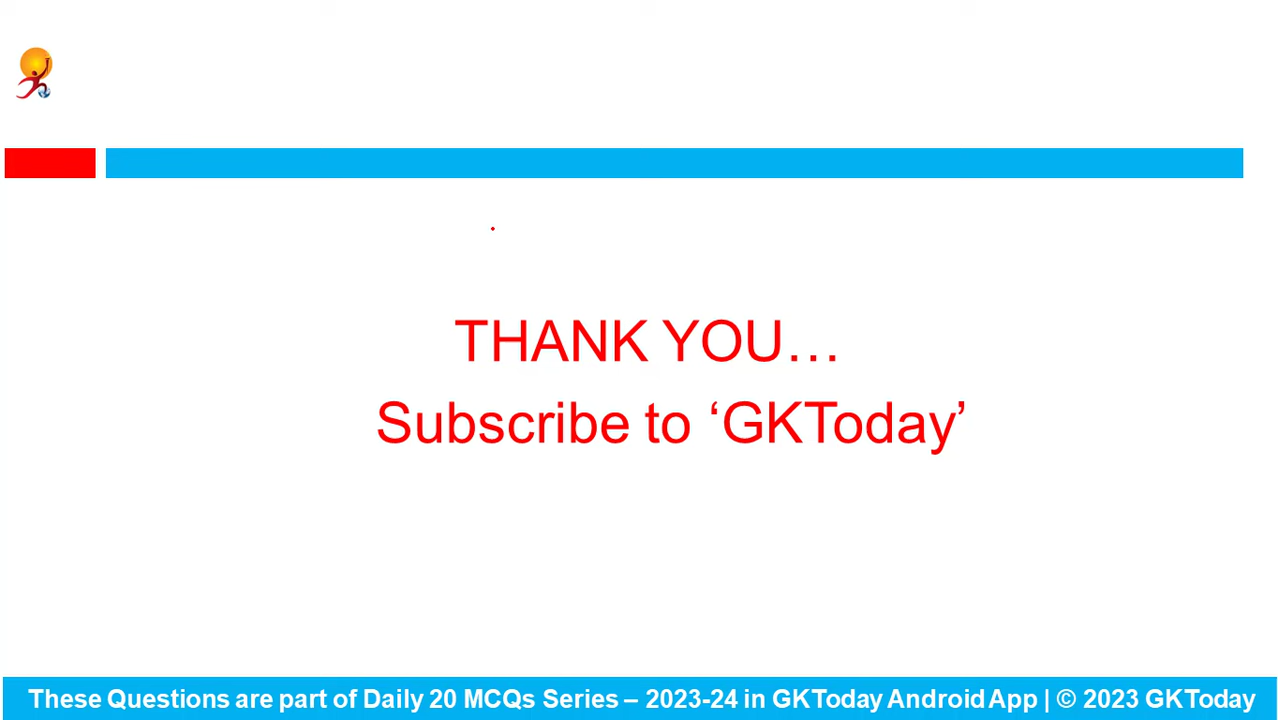 THANK YOU…
Subscribe to ‘GKToday’
These Questions are part of Daily 20 MCQs Series – 2023-24 in GKToday Android App | © 2023 GKToday